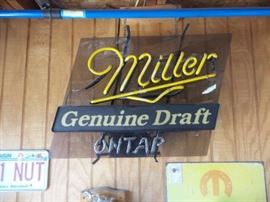 Miller
Genuine Draft
ON TAP
1 NUT